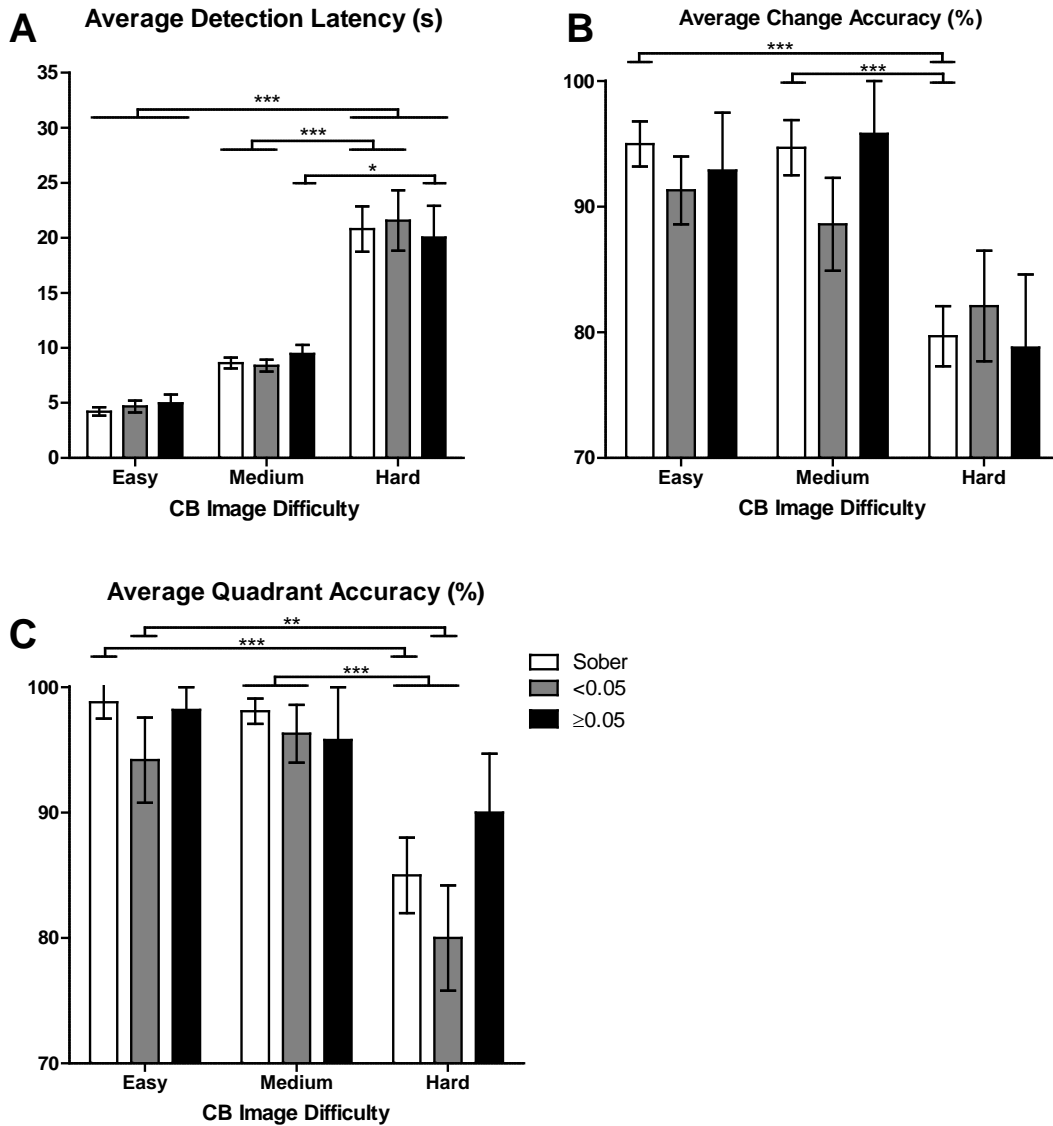 A
Average Detection Latency (s)
35
30
25
20
15
10
5
0
***
***
*
Easy Medium Hard
CB Image Difficulty
B
Average Change Accuracy (%)
***
***
100
90
80
70
Easy Medium Hard
CB Image Difficulty
C
Average Quadrant Accuracy (%)
**
***
***
100
90
80
70
Easy Medium Hard
CB Image Difficulty
Sober
<0.05
≥0.05